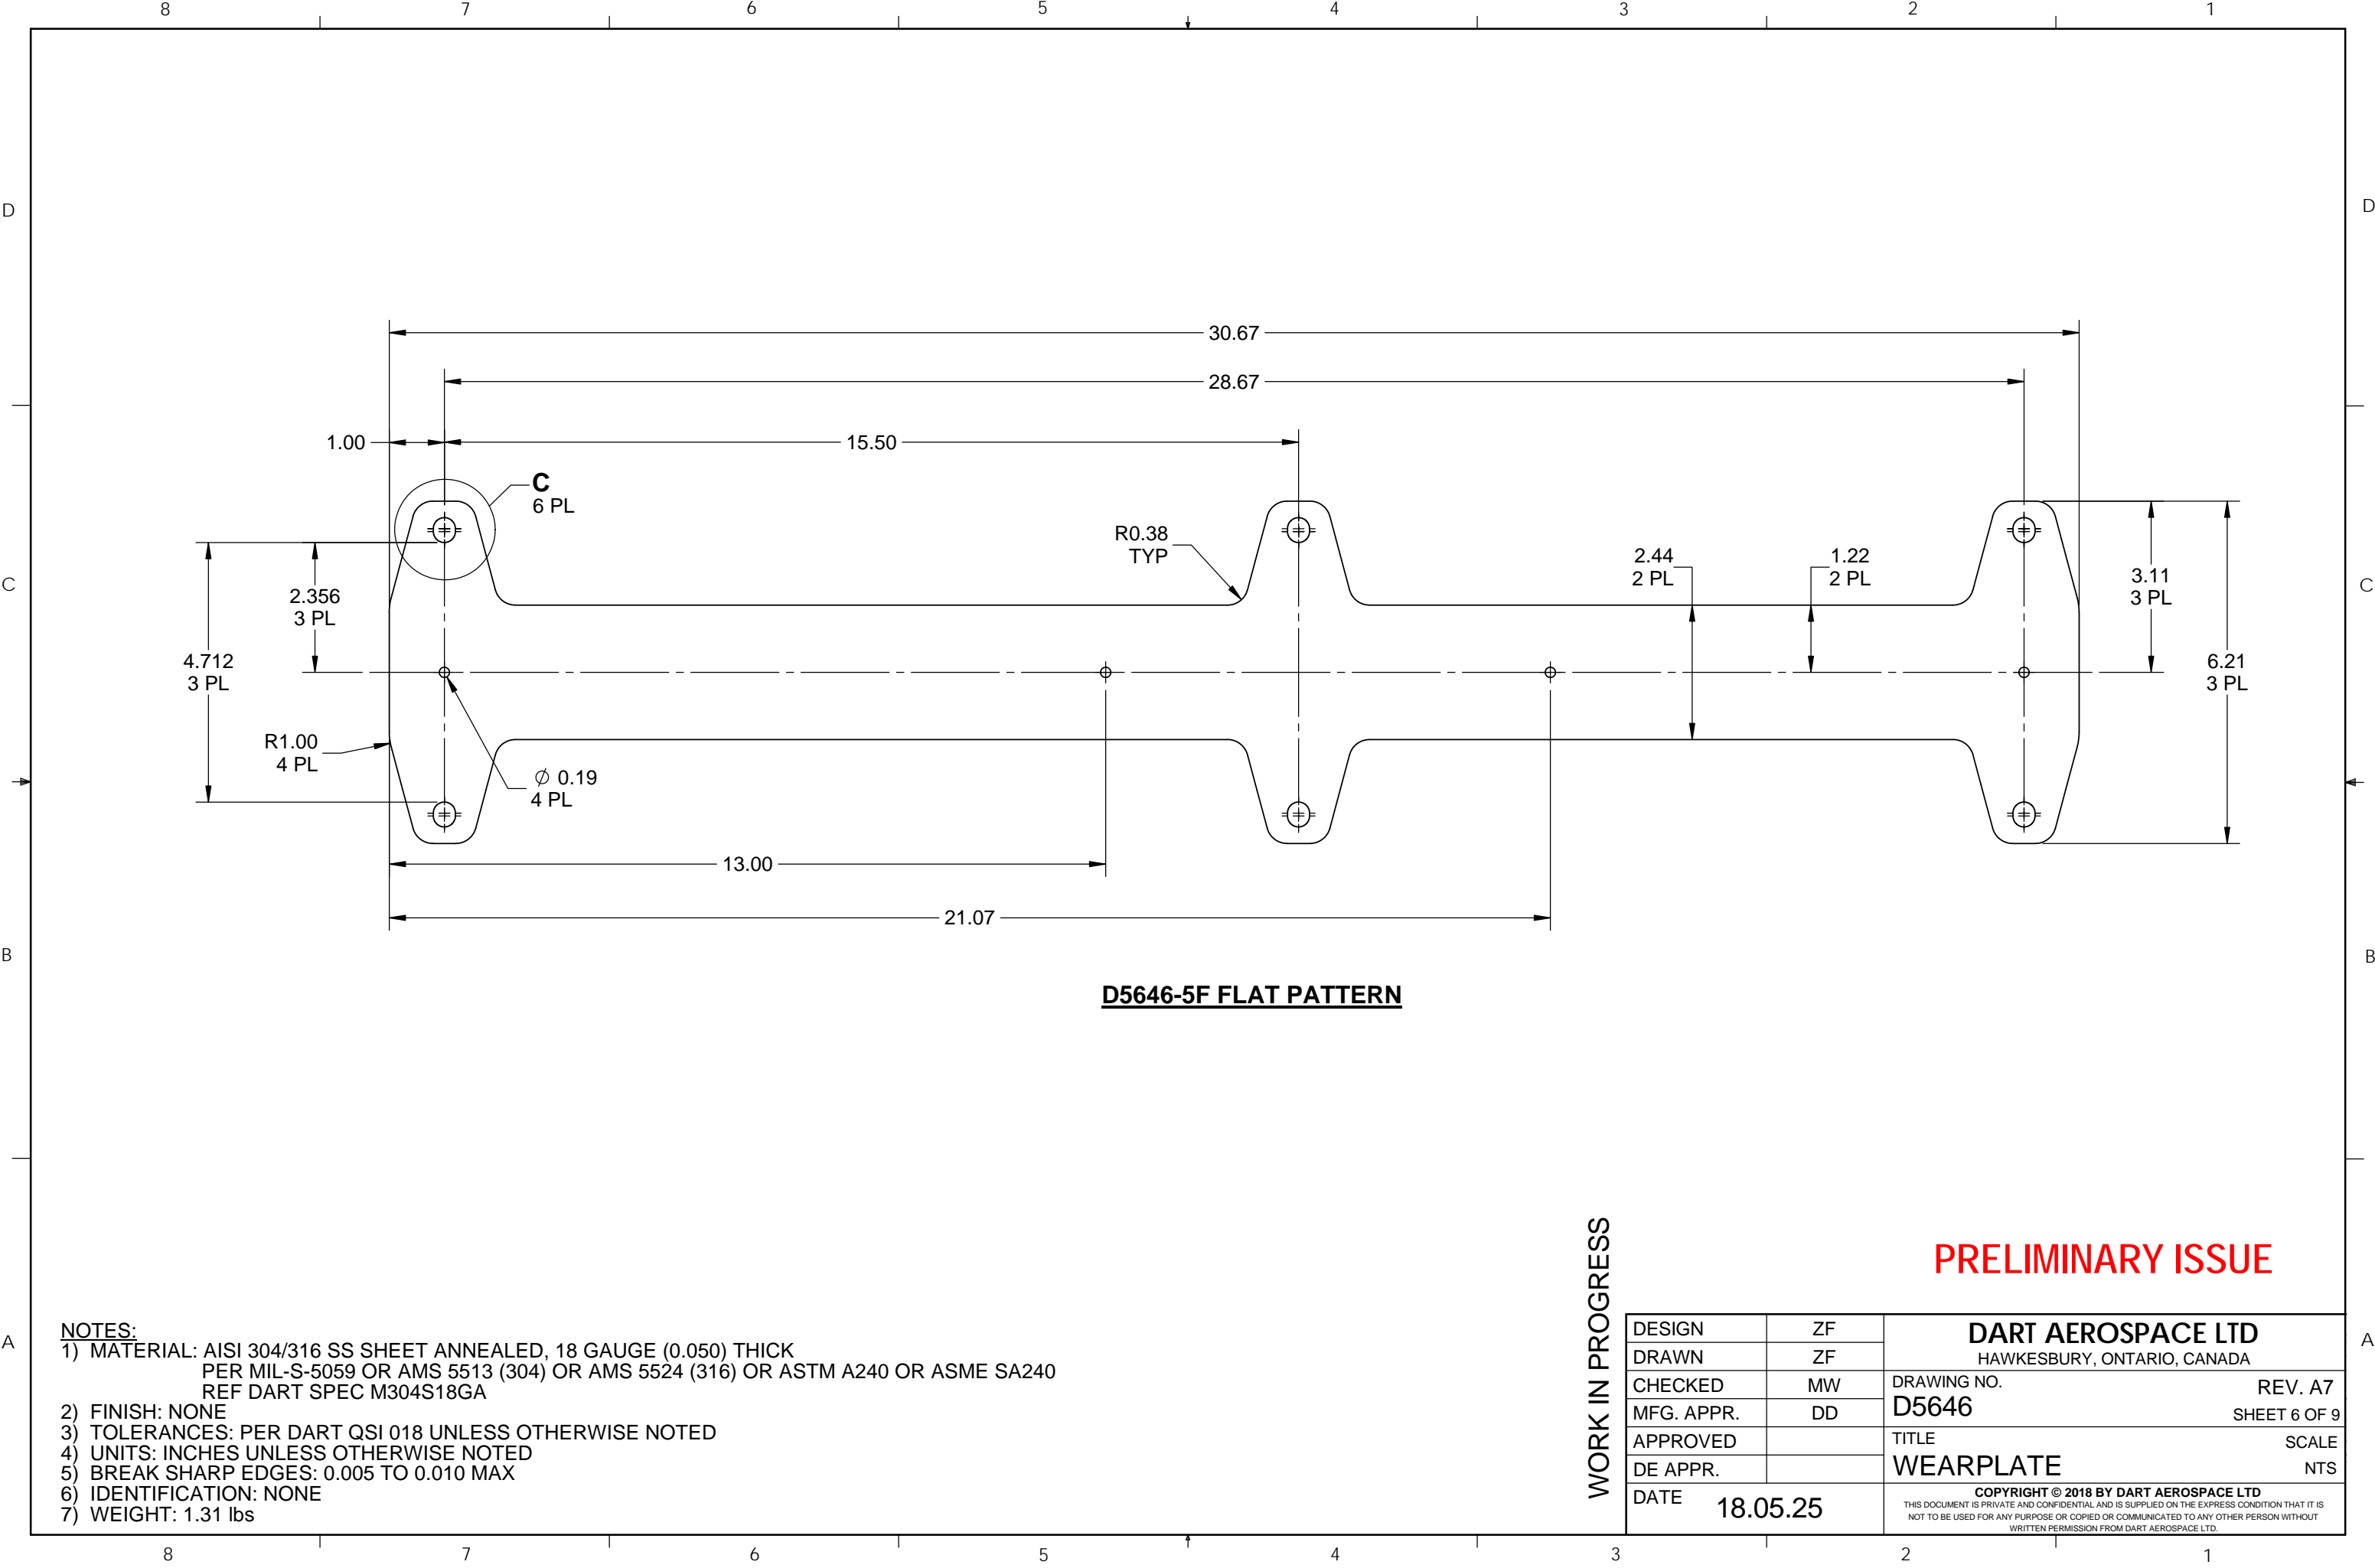 8 7 6 5 4 3 2 1
D D
30.67
28.67
1.00
15.50
C
6 PL
R0.38
TYP
2.44
2 PL
1.22
2 PL
3.11
3 PL
C C
2.356
3 PL
4.712
3 PL
6.21
3 PL
R1.00
4 PL
∅ 0.19
4 PL
13.00
21.07
B B
D5646-5F FLAT PATTERN
WORK IN PROGRESS
PRELIMINARY ISSUE
A A
NOTES:
1) MATERIAL: AISI 304/316 SS SHEET ANNEALED, 18 GAUGE (0.050) THICK
PER MIL-S-5059 OR AMS 5513 (304) OR AMS 5524 (316) OR ASTM A240 OR ASME SA240
REF DART SPEC M304S18GA
2) FINISH: NONE
3) TOLERANCES: PER DART QSI 018 UNLESS OTHERWISE NOTED
4) UNITS: INCHES UNLESS OTHERWISE NOTED
5) BREAK SHARP EDGES: 0.005 TO 0.010 MAX
6) IDENTIFICATION: NONE
7) WEIGHT: 1.31 lbs
DESIGN ZF
DRAWN ZF
CHECKED MW
MFG. APPR. DD
APPROVED
DE APPR.
DATE 18.05.25
DART AEROSPACE LTD
HAWKESBURY, ONTARIO, CANADA
DRAWING NO. REV. A7
D5646 SHEET 6 OF 9
TITLE SCALE
WEARPLATE NTS
COPYRIGHT © 2018 BY DART AEROSPACE LTD
THIS DOCUMENT IS PRIVATE AND CONFIDENTIAL AND IS SUPPLIED ON THE EXPRESS CONDITION THAT IT IS
NOT TO BE USED FOR ANY PURPOSE OR COPIED OR COMMUNICATED TO ANY OTHER PERSON WITHOUT
WRITTEN PERMISSION FROM DART AEROSPACE LTD.
8 7 6 5 4 3 2 1